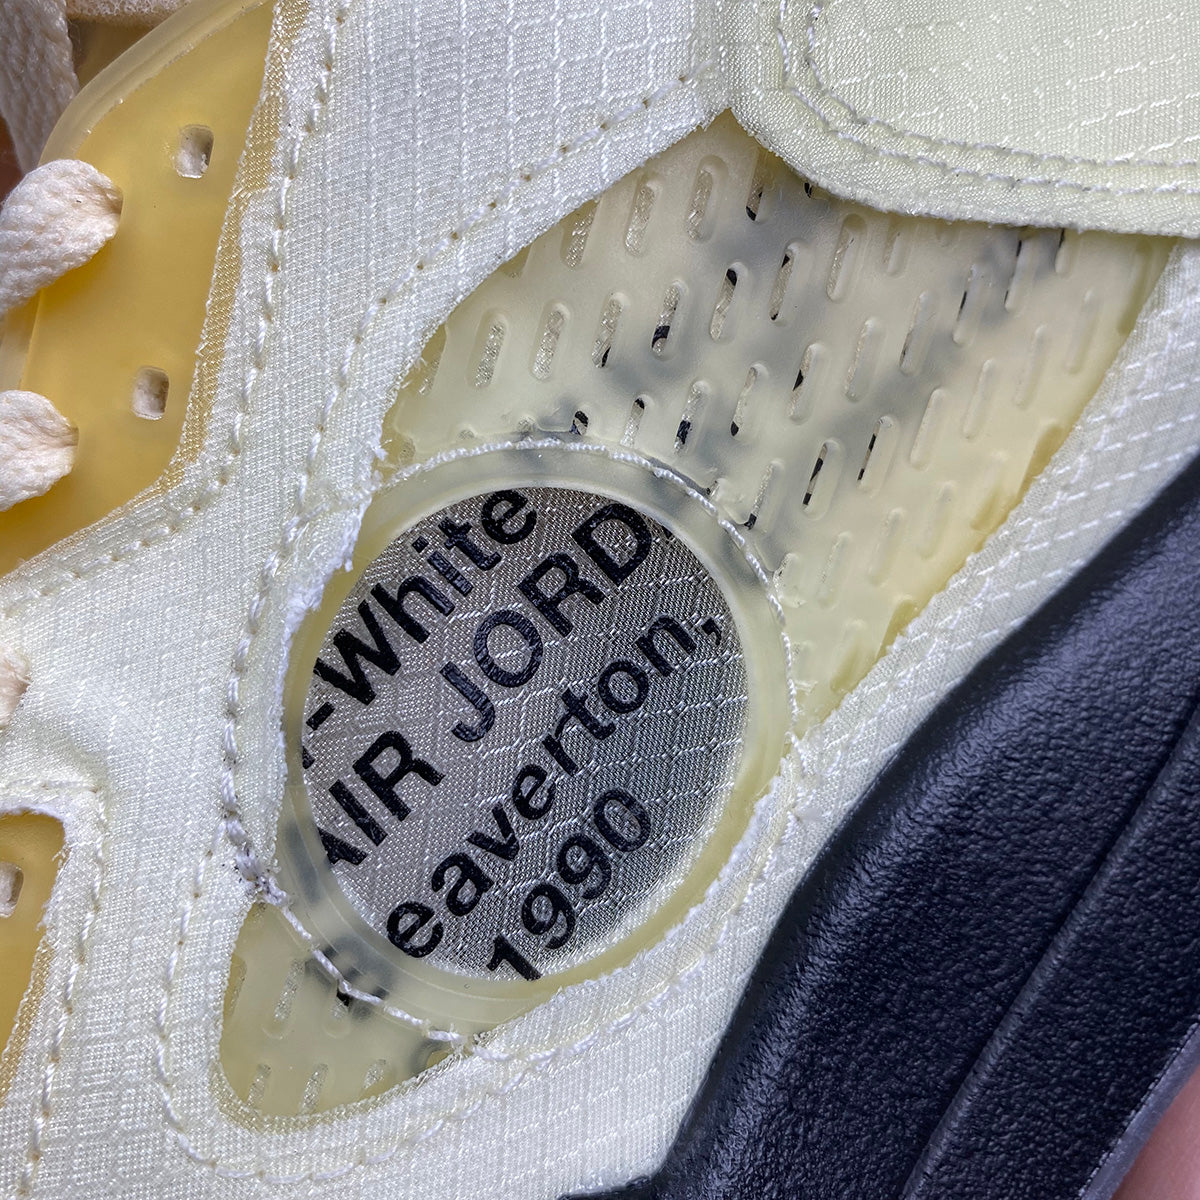 -White
AIR JORD
eaverton,
1990